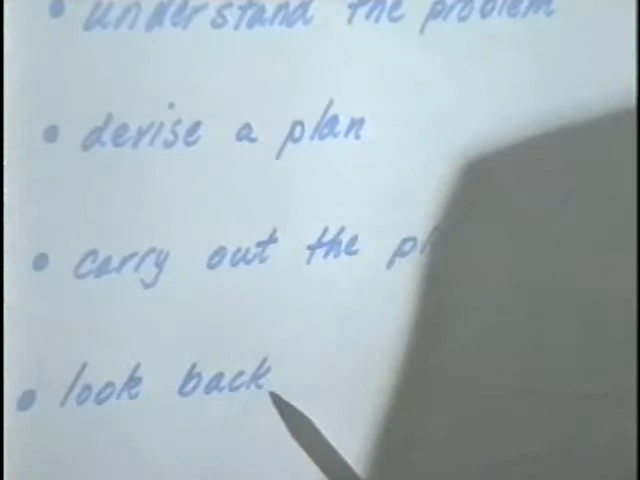 • understand the problem
• devise a plan
• carry out the
• look back